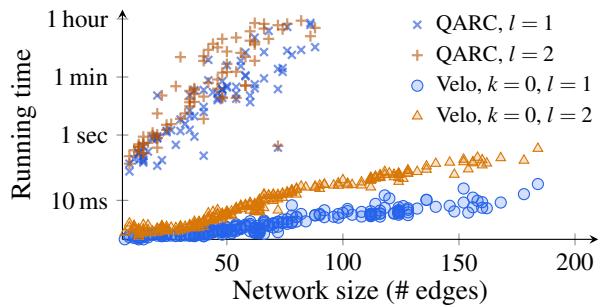 1 hour
1 min
1 sec
10 ms
Running time
QARC, l = 1
QARC, l = 2
Velo, k = 0, l = 1
Velo, k = 0, l = 2
50 100 150 200
Network size (# edges)